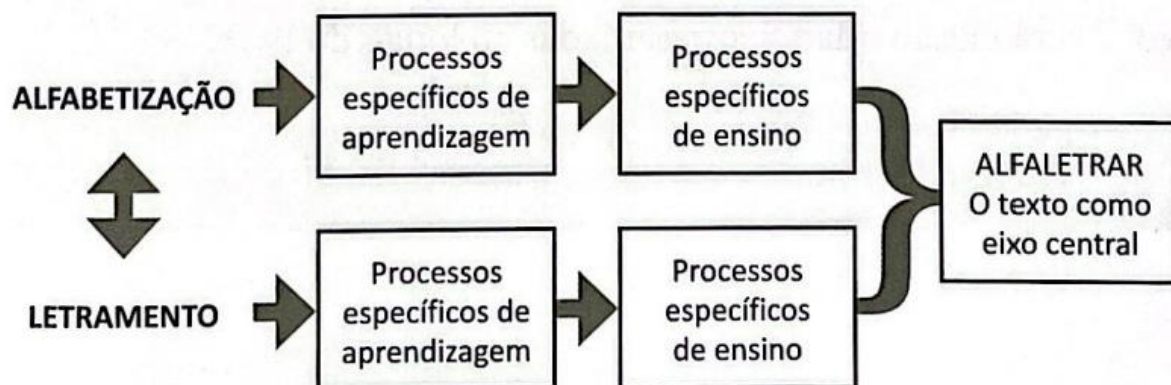 ALFABETIZAÇÃO
Processos
específicos de
aprendizagem
Processos
específicos
de ensino
LETRAMENTO
Processos
específicos de
aprendizagem
Processos
específicos
de ensino
ALFALETRAR
O texto como
eixo central